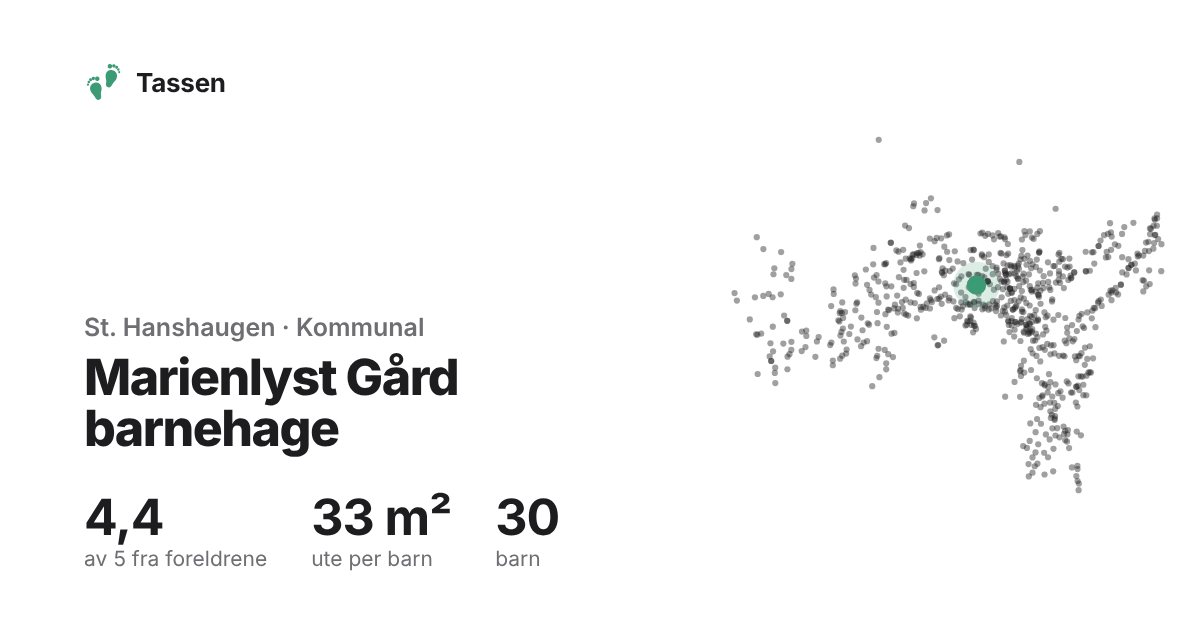 Tassen
St. Hanshaugen · Kommunal
Marienlyst Gård
barnehage
4,4
av 5 fra foreldrene
33 m²
ute per barn
30
barn